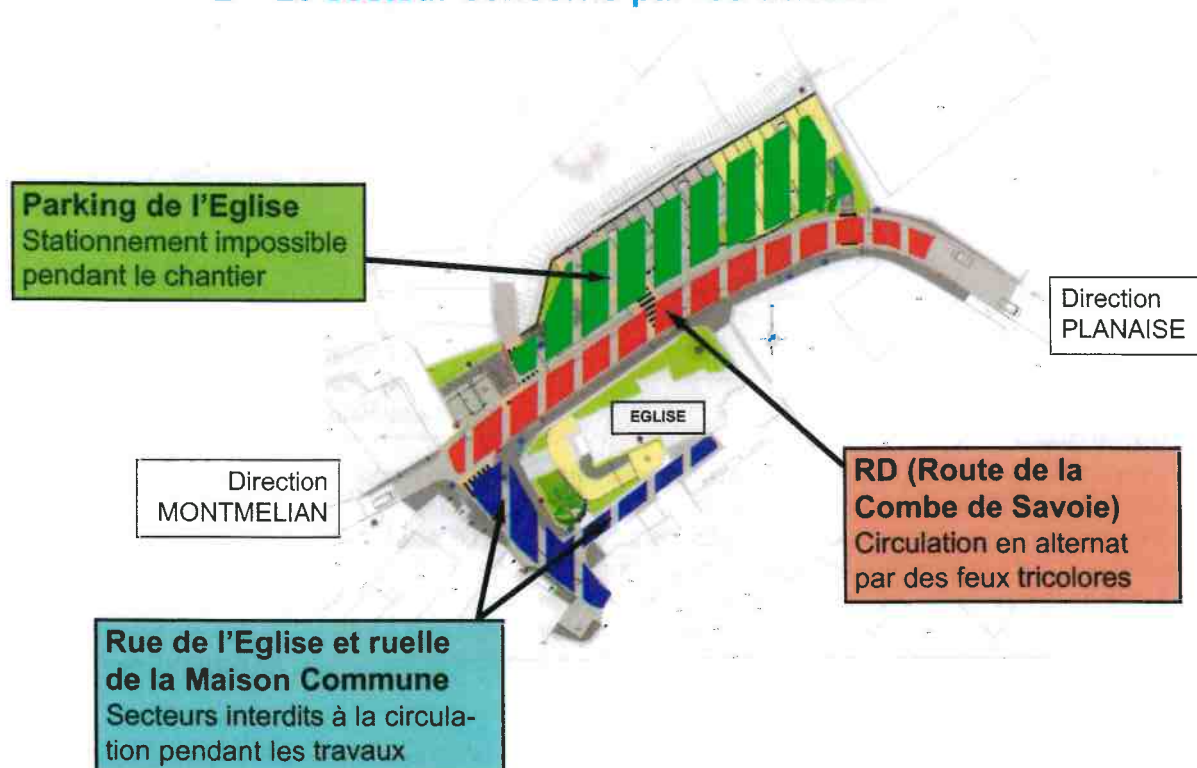 Parking de l'Eglise
Stationnement impossible
pendant le chantier
Direction
PLANAISE
EGLISE
Direction
MONTMELIAN
RD (Route de la
Combe de Savoie)
Circulation en alternat
par des feux tricolores
Rue de l'Eglise et ruelle
de la Maison Commune
Secteurs interdits à la circula-
tion pendant les travaux